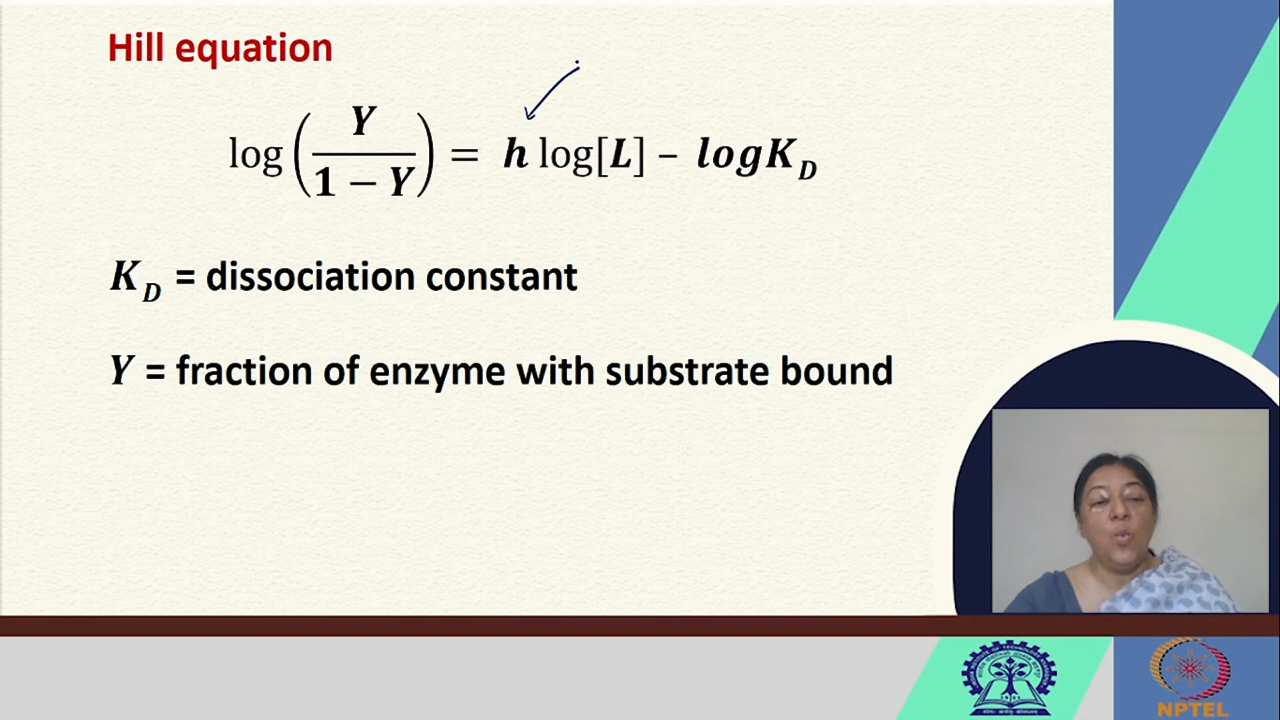 Hill equation
log(Y/(1 − Y)) = h log[L] − logK_D
K_D = dissociation constant
Y = fraction of enzyme with substrate bound
NPTEL